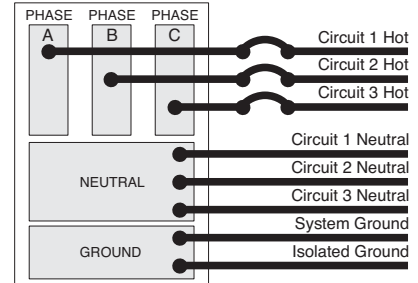 PHASE PHASE PHASE
A B C
Circuit 1 Hot
Circuit 2 Hot
Circuit 3 Hot
Circuit 1 Neutral
Circuit 2 Neutral
NEUTRAL
Circuit 3 Neutral
System Ground
GROUND
Isolated Ground